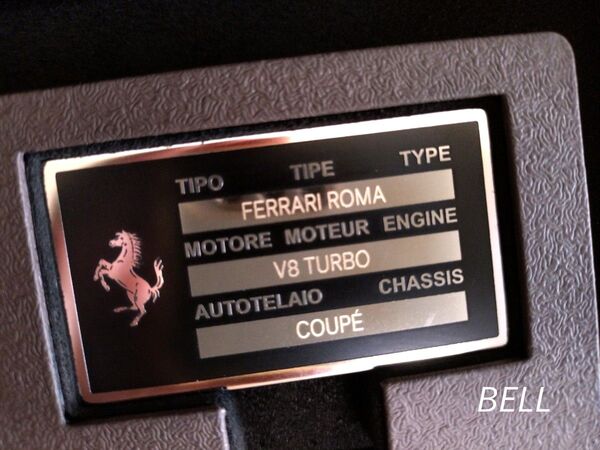 TIPO TIPE TYPE
FERRARI ROMA
MOTORE MOTEUR ENGINE
V8 TURBO
AUTOTELAIO CHASSIS
COUPÉ
BELL